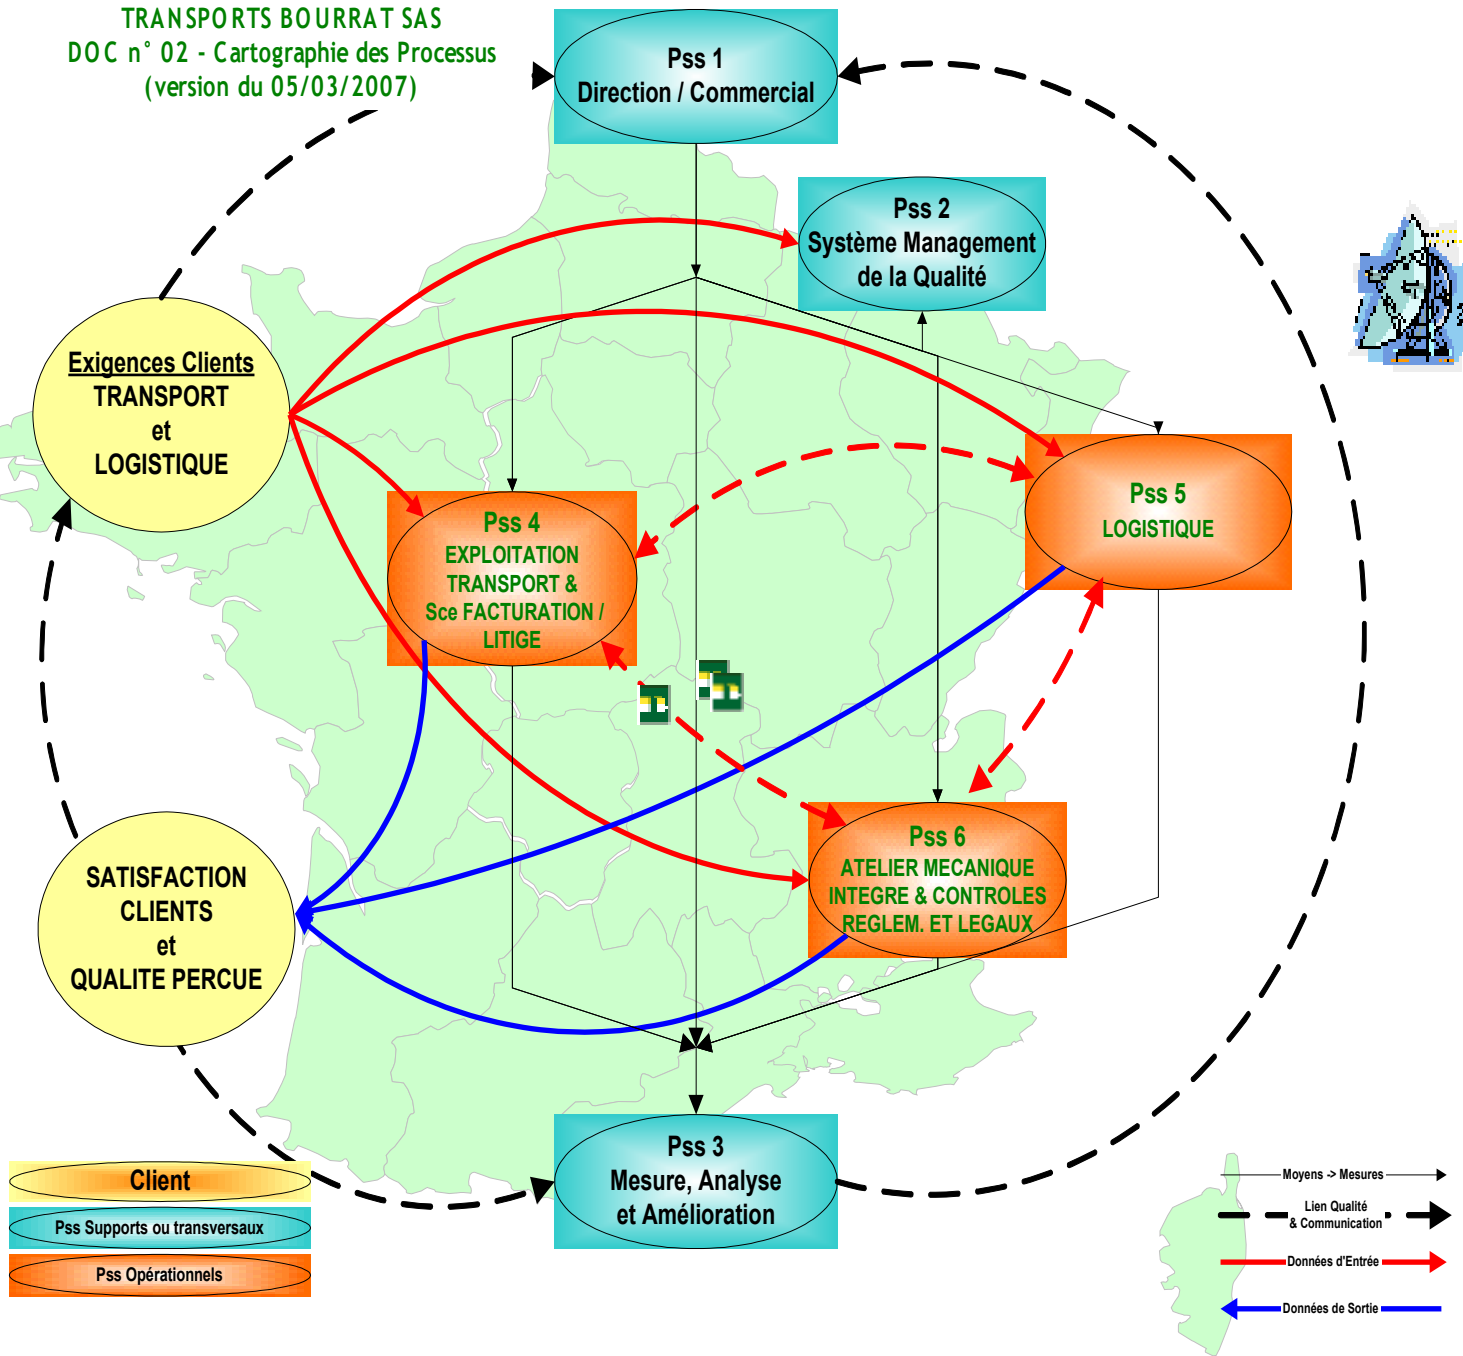 TRANSPORTS BOURRAT SAS
DOC n° 02 - Cartographie des Processus
(version du 05/03/2007)
Pss 1
Direction / Commercial
Pss 2
Système Management
de la Qualité
Exigences Clients
TRANSPORT
et
LOGISTIQUE
Pss 5
LOGISTIQUE
Pss 4
EXPLOITATION
TRANSPORT &
Sce FACTURATION /
LITIGE
Pss 6
ATELIER MECANIQUE
INTEGRE & CONTROLES
REGLEM. ET LEGAUX
SATISFACTION
CLIENTS
et
QUALITE PERCUE
Pss 3
Mesure, Analyse
et Amélioration
Client
Pss Supports ou transversaux
Pss Opérationnels
Moyens -> Mesures
Lien Qualité
& Communication
Données d'Entrée
Données de Sortie